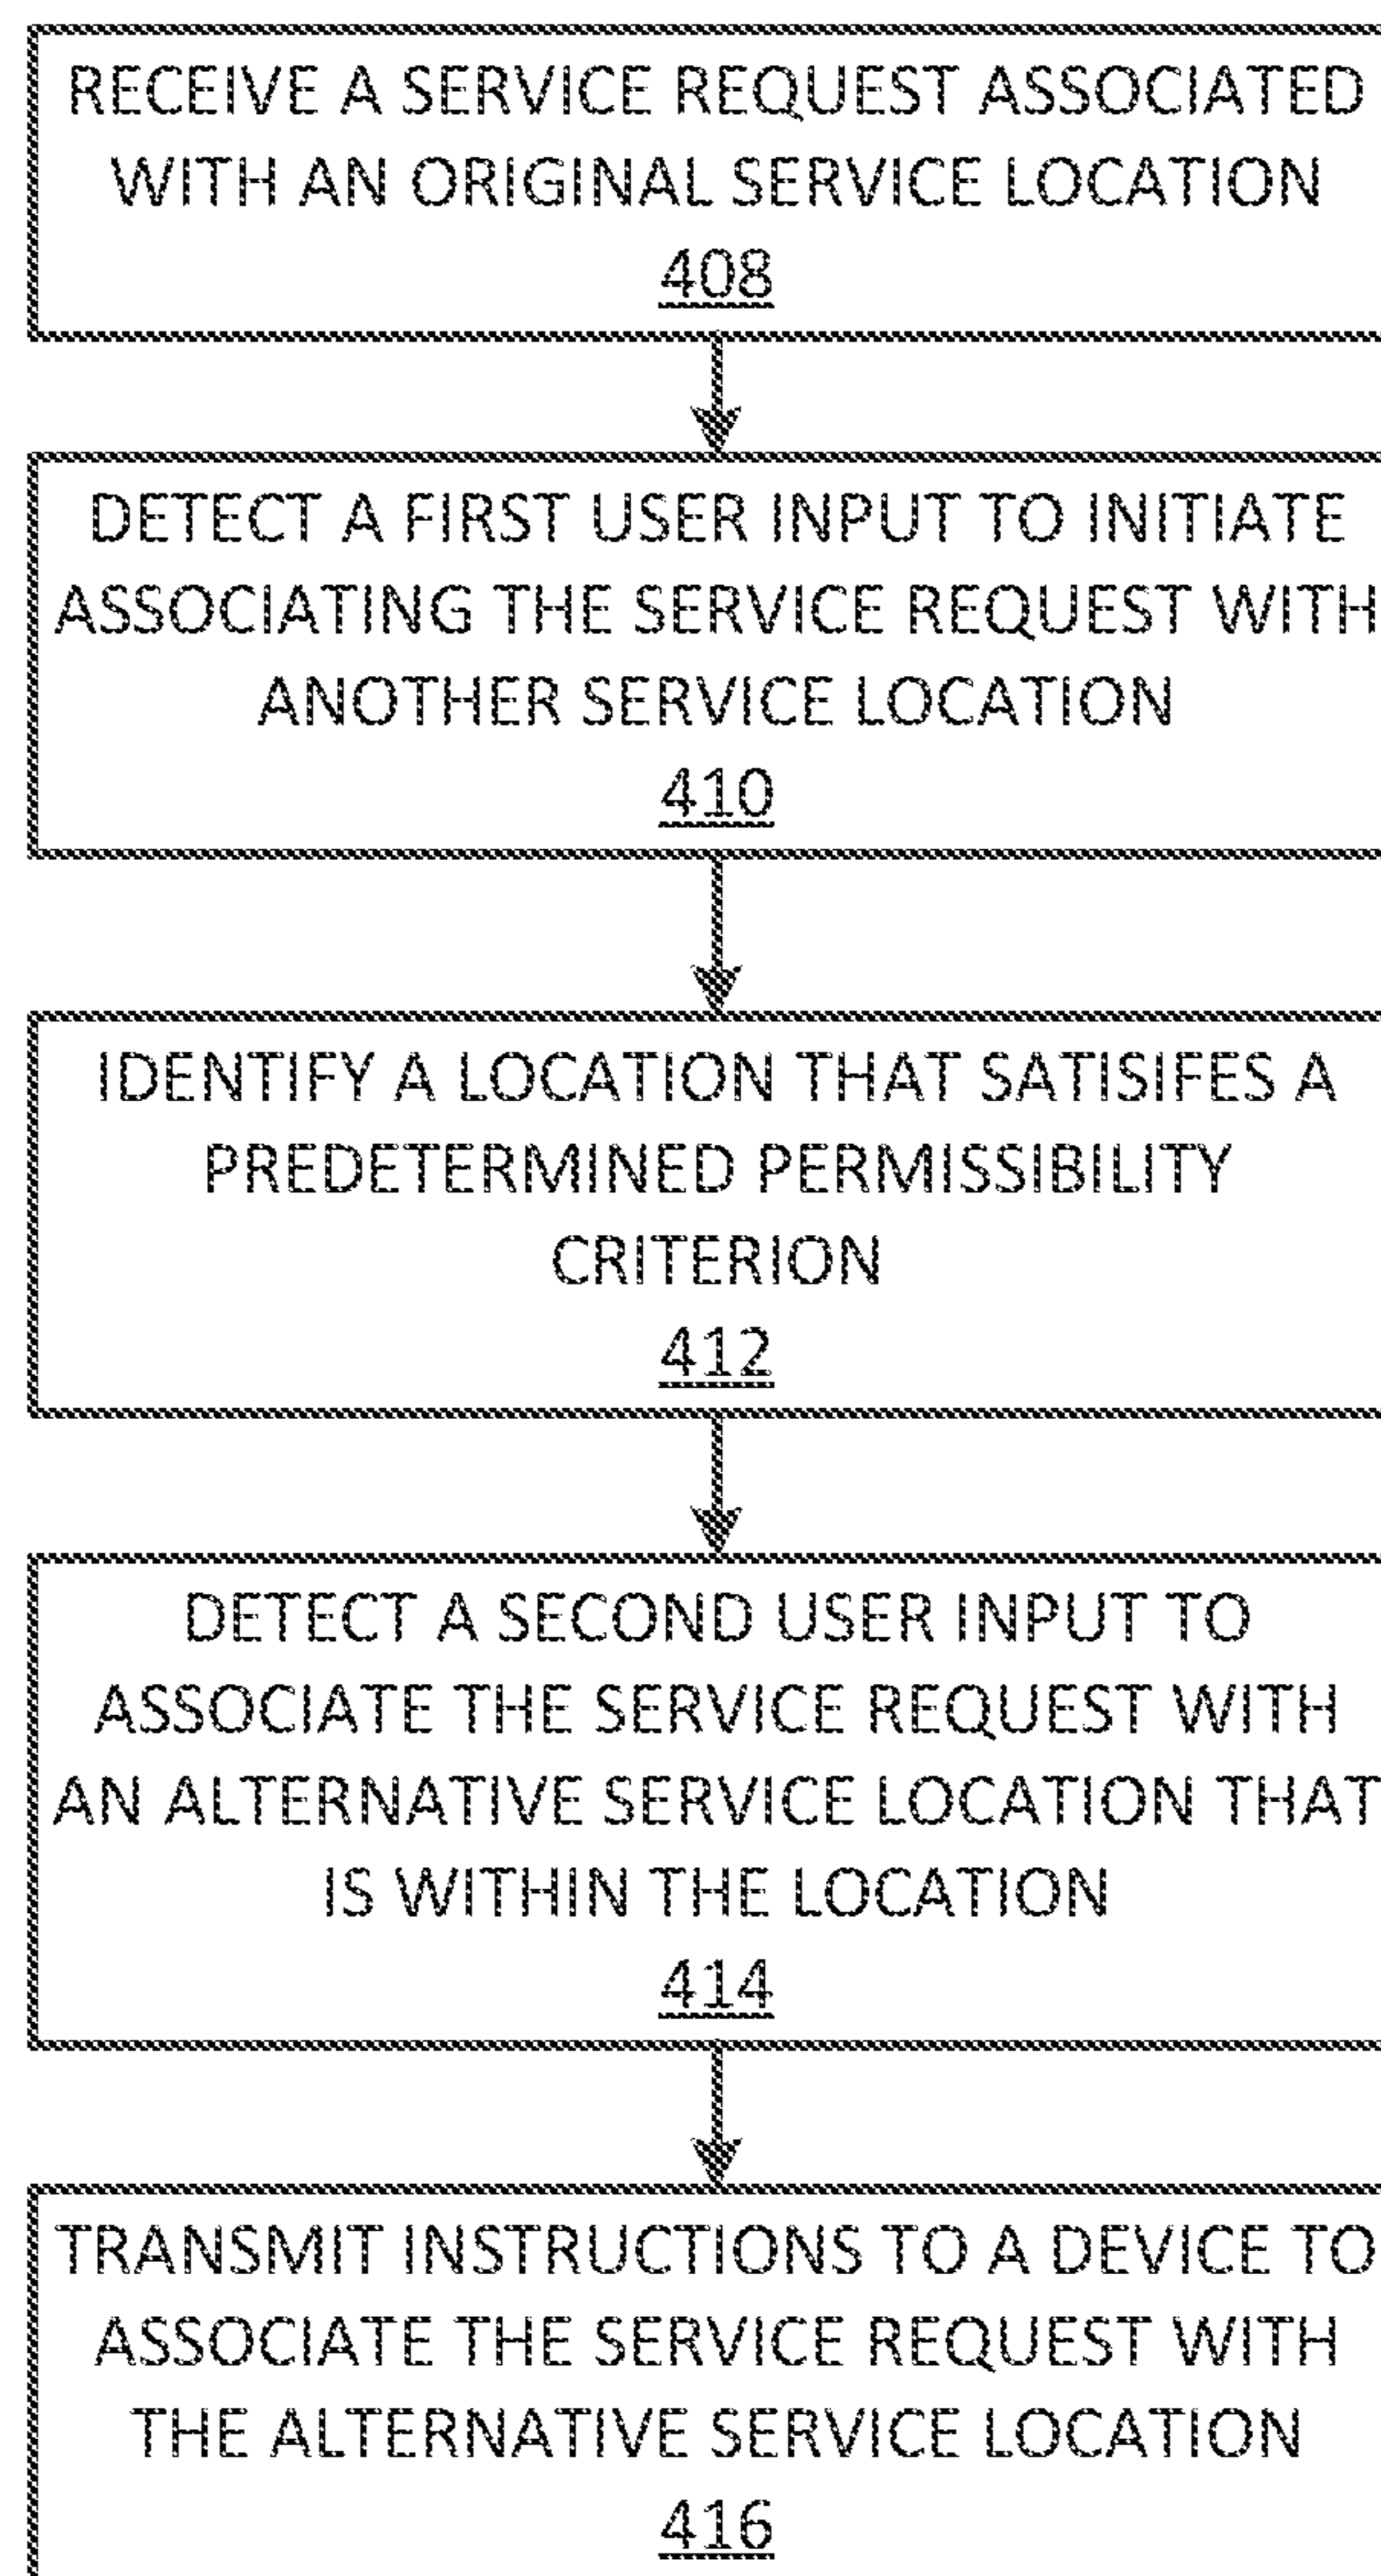 RECEIVE A SERVICE REQUEST ASSOCIATED
WITH AN ORIGINAL SERVICE LOCATION
408
DETECT A FIRST USER INPUT TO INITIATE
ASSOCIATING THE SERVICE REQUEST WITH
ANOTHER SERVICE LOCATION
410
IDENTIFY A LOCATION THAT SATISIFES A
PREDETERMINED PERMISSIBILITY
CRITERION
412
DETECT A SECOND USER INPUT TO
ASSOCIATE THE SERVICE REQUEST WITH
AN ALTERNATIVE SERVICE LOCATION THAT
IS WITHIN THE LOCATION
414
TRANSMIT INSTRUCTIONS TO A DEVICE TO
ASSOCIATE THE SERVICE REQUEST WITH
THE ALTERNATIVE SERVICE LOCATION
416